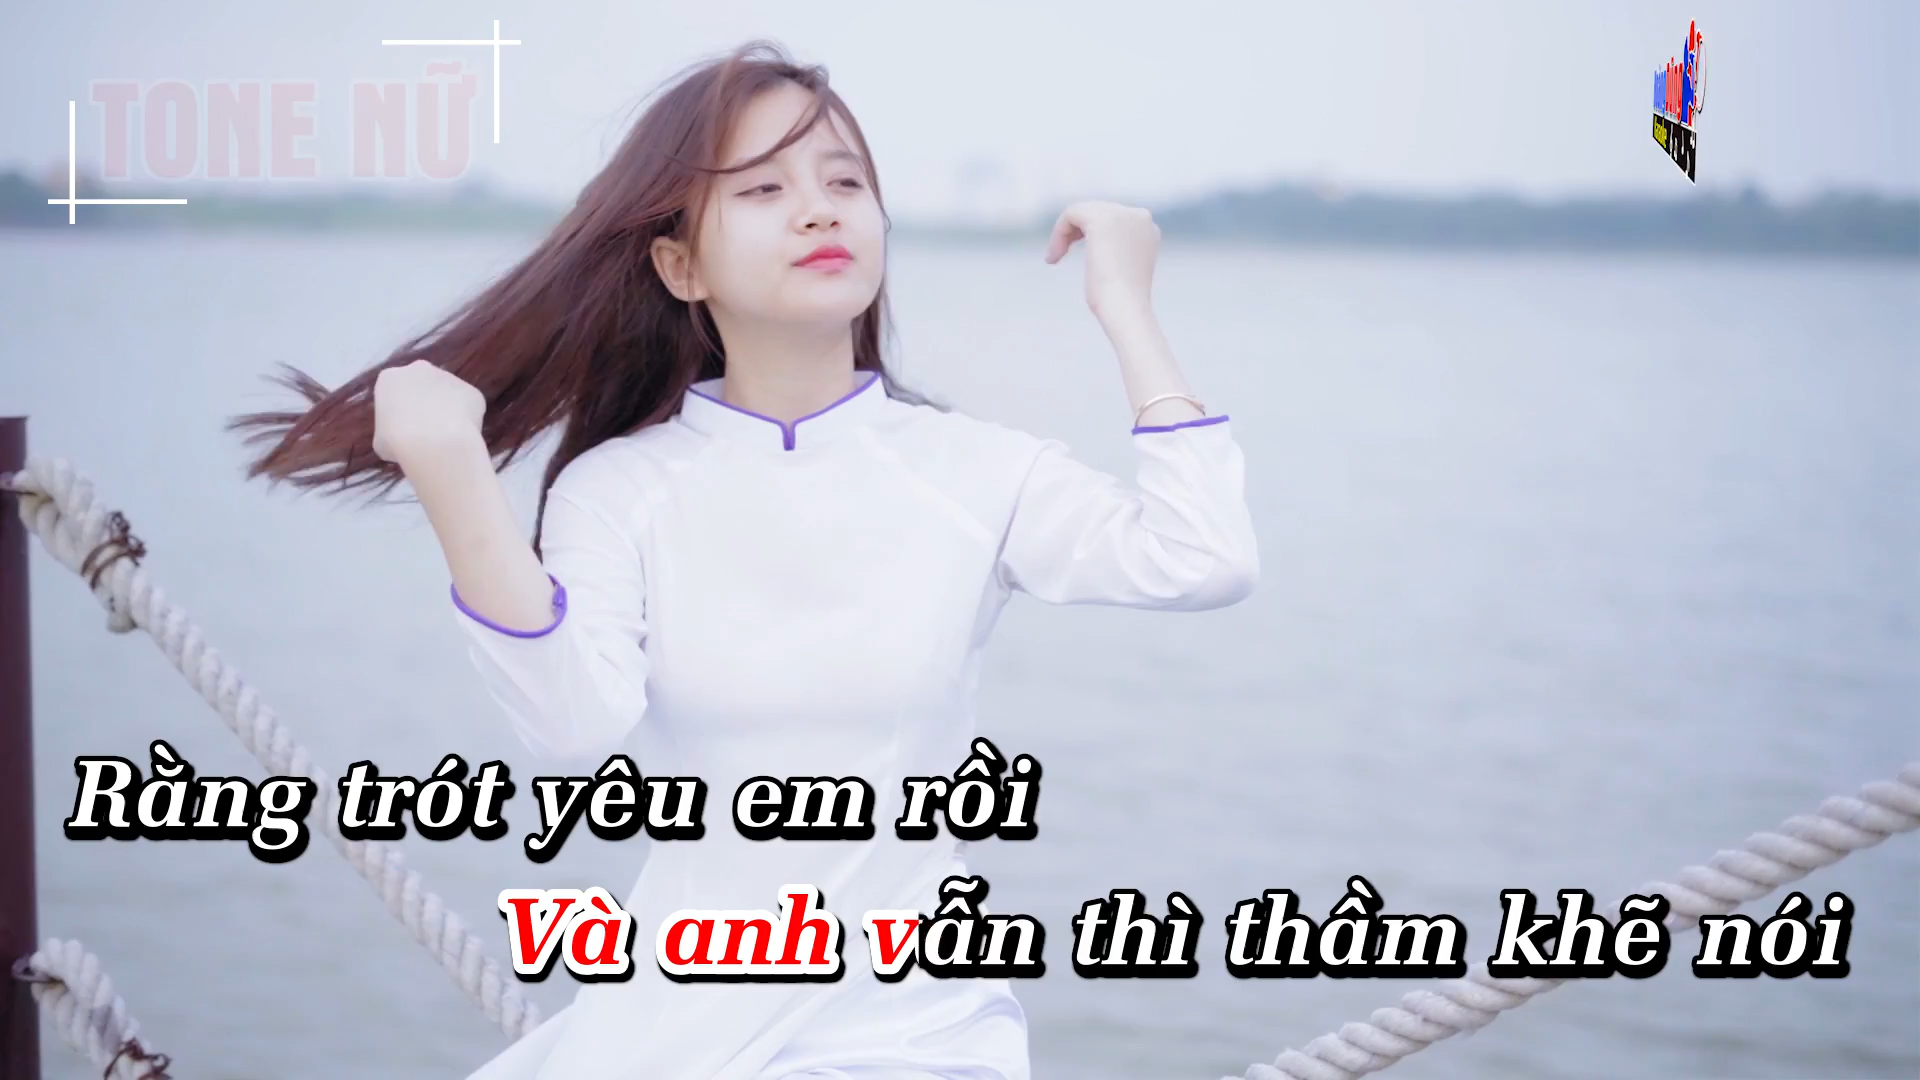 TONE NỮ
Rằng trót yêu em rồi
Và anh vẫn thì thầm khẽ nói